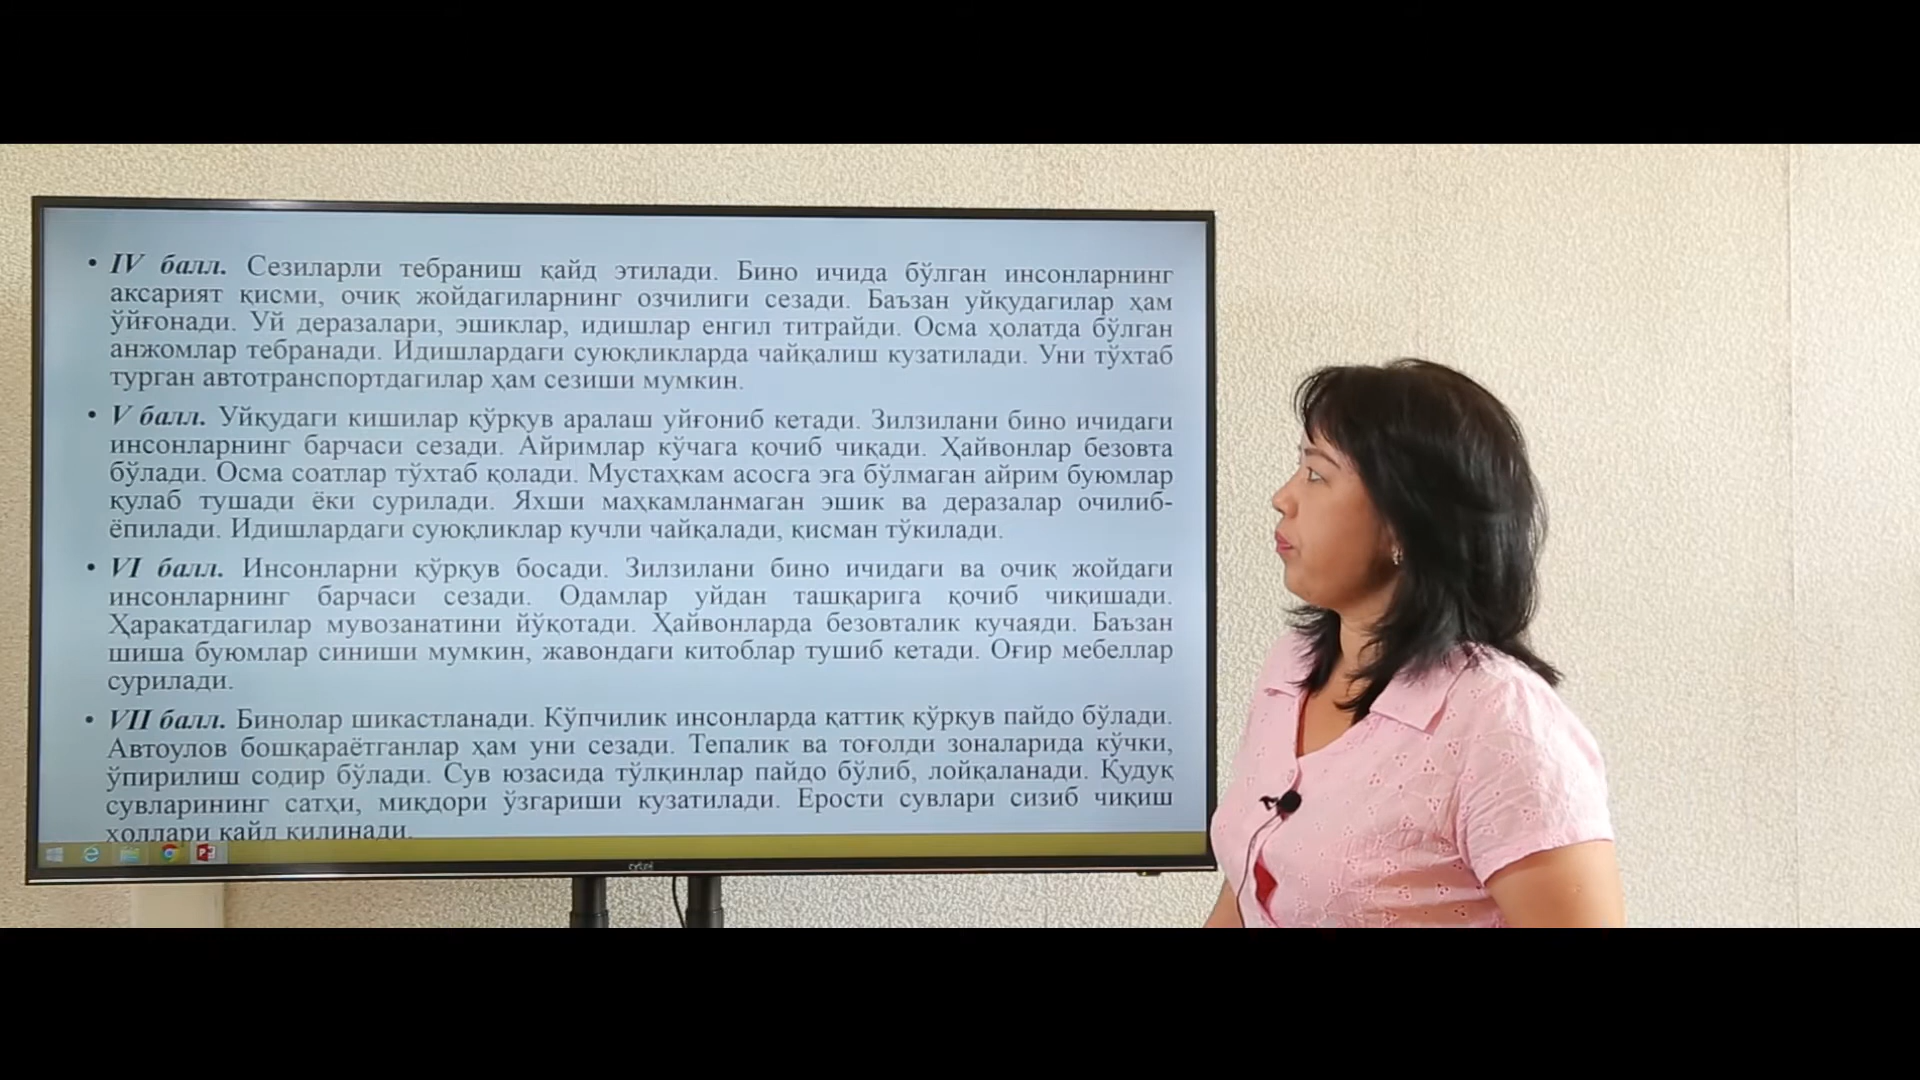 • IV балл. Сезиларли тебраниш қайд этилади. Бино ичида бўлган инсонларнинг
аксарият қисми, очиқ жойдагиларнинг озчилиги сезади. Баъзан уйқудагилар ҳам
ўйғонади. Уй деразалари, эшиклар, идишлар енгил титрайди. Осма ҳолатда бўлган
анжомлар тебранади. Идишлардаги суюқликларда чайқалиш кузатилади. Уни тўхтаб
турган автотранспортдагилар ҳам сезиши мумкин.
• V балл. Уйқудаги кишилар қўрқув аралаш уйғониб кетади. Зилзилани бино ичидаги
инсонларнинг барчаси сезади. Айримлар кўчага қочиб чиқади. Ҳайвонлар безовта
бўлади. Осма соатлар тўхтаб қолади. Мустаҳкам асосга эга бўлмаган айрим буюмлар
қулаб тушади ёки сурилади. Яхши маҳкамланмаган эшик ва деразалар очилиб-
ёпилади. Идишлардаги суюқликлар кучли чайқалади, қисман тўкилади.
• VI балл. Инсонларни қўрқув босади. Зилзилани бино ичидаги ва очиқ жойдаги
инсонларнинг барчаси сезади. Одамлар уйдан ташқарига қочиб чиқишади.
Ҳаракатдагилар мувозанатини йўқотади. Ҳайвонларда безовталик кучаяди. Баъзан
шиша буюмлар синиши мумкин, жавондаги китоблар тушиб кетади. Оғир мебеллар
сурилади.
• VII балл. Бинолар шикастланади. Кўпчилик инсонларда қаттиқ қўрқув пайдо бўлади.
Автоулов бошқараётганлар ҳам уни сезади. Тепалик ва тоғолди зоналарида кўчки,
ўпирилиш содир бўлади. Сув юзасида тўлқинлар пайдо бўлиб, лойқаланади. Қудуқ
сувларининг сатҳи, миқдори ўзгариши кузатилади. Ерости сувлари сизиб чиқиш
ҳоллари қайд қилинади.